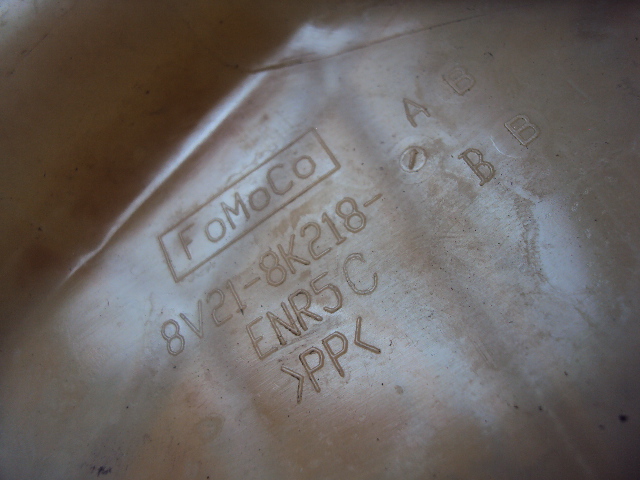 FoMoCo
8V21-8K218-
ENR5C
>PP<
A B
B B